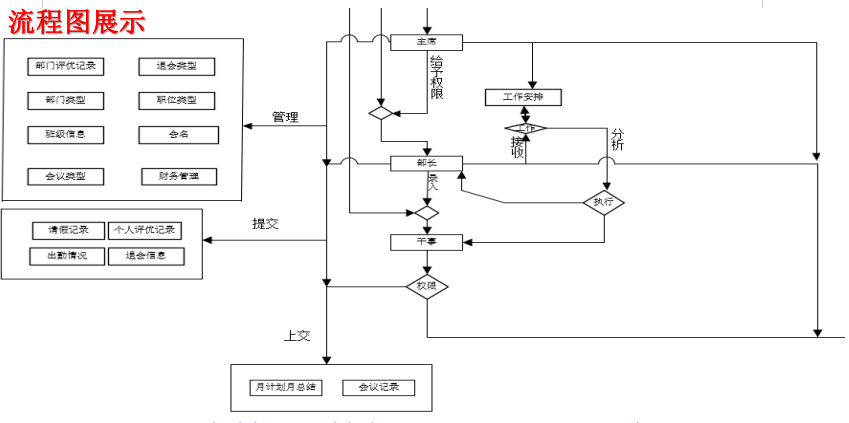 流程图展示
主席
给予权限
部门评优记录
退会类型
部门类型
职位类型
班级信息
会名
会议类型
财务管理
管理
工作安排
工作
接收
分析
部长
录入
执行
请假记录
个人评优记录
出勤情况
退会信息
提交
干事
权限
上交
月计划月总结
会议记录